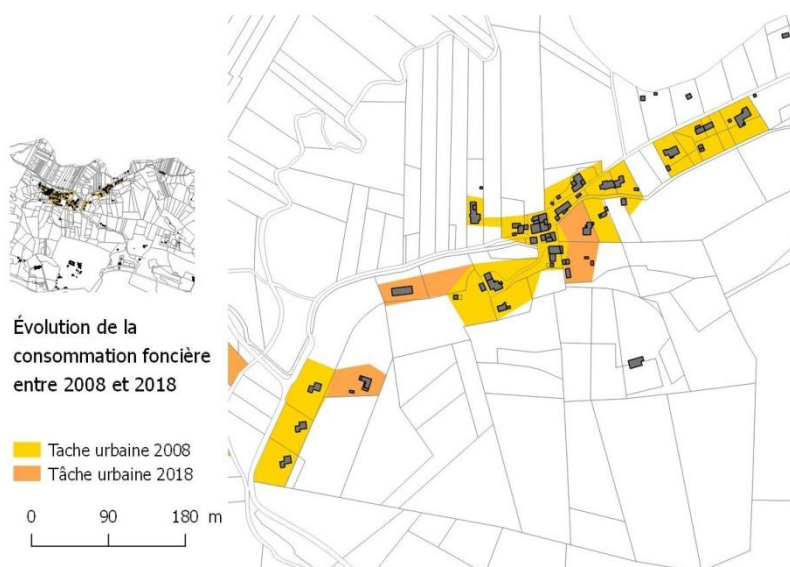 Évolution de la
consommation foncière
entre 2008 et 2018
Tache urbaine 2008
Tâche urbaine 2018
0 90 180 m